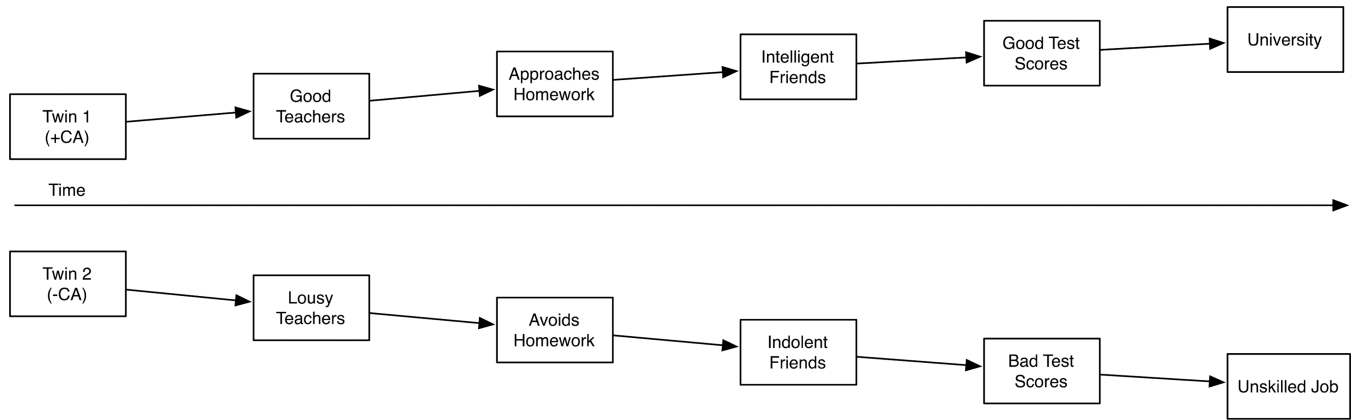 Twin 1
(+CA)
Good
Teachers
Approaches
Homework
Intelligent
Friends
Good Test
Scores
University
Time
Twin 2
(-CA)
Lousy
Teachers
Avoids
Homework
Indolent
Friends
Bad Test
Scores
Unskilled Job